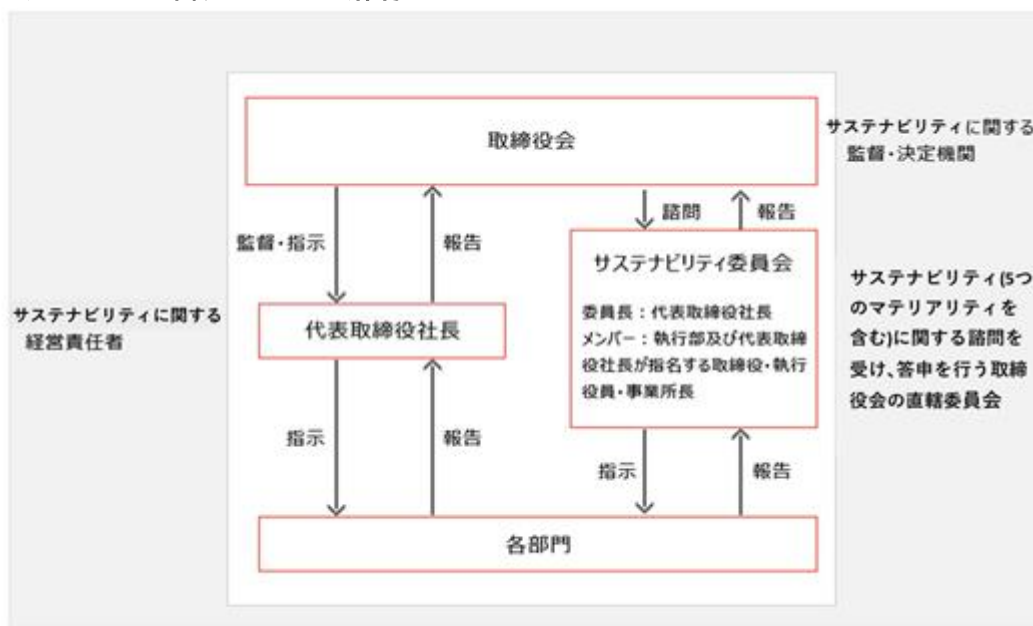 取締役会
サステナビリティに関する
監督・決定機関
監督・指示
報告
諮問
報告
サステナビリティ委員会
委員長：代表取締役社長
メンバー：執行部及び代表取締
役社長が指名する取締役・執行
役員・事業所長
サステナビリティ(5つ
のマテリアリティを
含む)に関する諮問を
受け、答申を行う取締
役会の直轄委員会
サステナビリティに関する
経営責任者
代表取締役社長
指示
報告
指示
報告
各部門